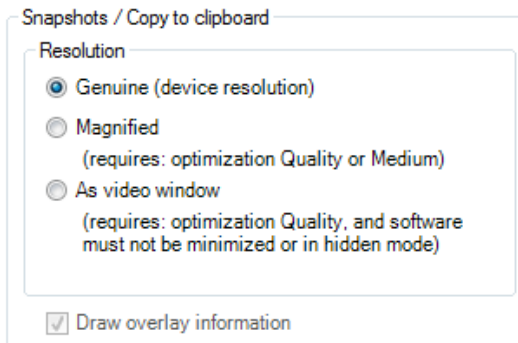 Snapshots / Copy to clipboard
Resolution
Genuine (device resolution)
Magnified
(requires: optimization Quality or Medium)
As video window
(requires: optimization Quality, and software
must not be minimized or in hidden mode)
Draw overlay information